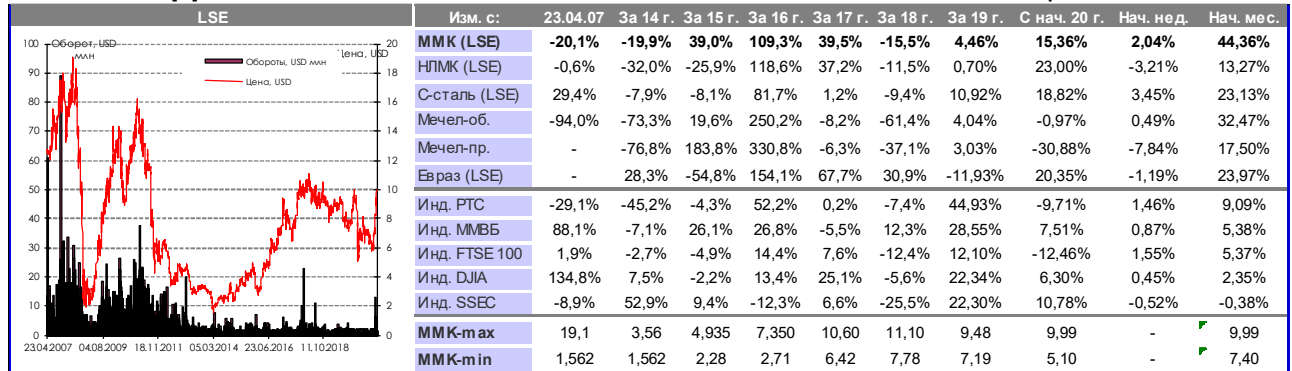 LSE
Оборот, USD млн
Цена, USD
Обороты, USD млн
Цена, USD
100 90 80 70 60 50 40 30 20 10 0
20 18 16 14 12 10 8 6 4 2 0
23.04.2007 04.08.2009 18.11.2011 05.03.2014 23.06.2016 11.10.2018
Изм. с: 23.04.07 За 14 г. За 15 г. За 16 г. За 17 г. За 18 г. За 19 г. С нач. 20 г. Нач. нед. Нач. мес.
ММК (LSE) -20,1% -19,9% 39,0% 109,3% 39,5% -15,5% 4,46% 15,36% 2,04% 44,36%
НЛМК (LSE) -0,6% -32,0% -25,9% 118,6% 37,2% -11,5% 0,70% 23,00% -3,21% 13,27%
С-сталь (LSE) 29,4% -7,9% -8,1% 81,7% 1,2% -9,4% 10,92% 18,82% 3,45% 23,13%
Мечел-об. -94,0% -73,3% 19,6% 250,2% -8,2% -61,4% 4,04% -0,97% 0,49% 32,47%
Мечел-пр. - -76,8% 183,8% 330,8% -6,3% -37,1% 3,03% -30,88% -7,84% 17,50%
Евраз (LSE) - 28,3% -54,8% 154,1% 67,7% 30,9% -11,93% 20,35% -1,19% 23,97%
Инд. РТС -29,1% -45,2% -4,3% 52,2% 0,2% -7,4% 44,93% -9,71% 1,46% 9,09%
Инд. ММВБ 88,1% -7,1% 26,1% 26,8% -5,5% 12,3% 28,55% 7,51% 0,87% 5,38%
Инд. FTSE 100 1,9% -2,7% -4,9% 14,4% 7,6% -12,4% 12,10% -12,46% 1,55% 5,37%
Инд. DJIA 134,8% 7,5% -2,2% 13,4% 25,1% -5,6% 22,34% 6,30% 0,45% 2,35%
Инд. SSEC -8,9% 52,9% 9,4% -12,3% 6,6% -25,5% 22,30% 10,78% -0,52% -0,38%
MMK-max 19,1 3,56 4,935 7,350 10,60 11,10 9,48 9,99 - 9,99
MMK-min 1,562 1,562 2,28 2,71 6,42 7,78 7,19 5,10 - 7,40